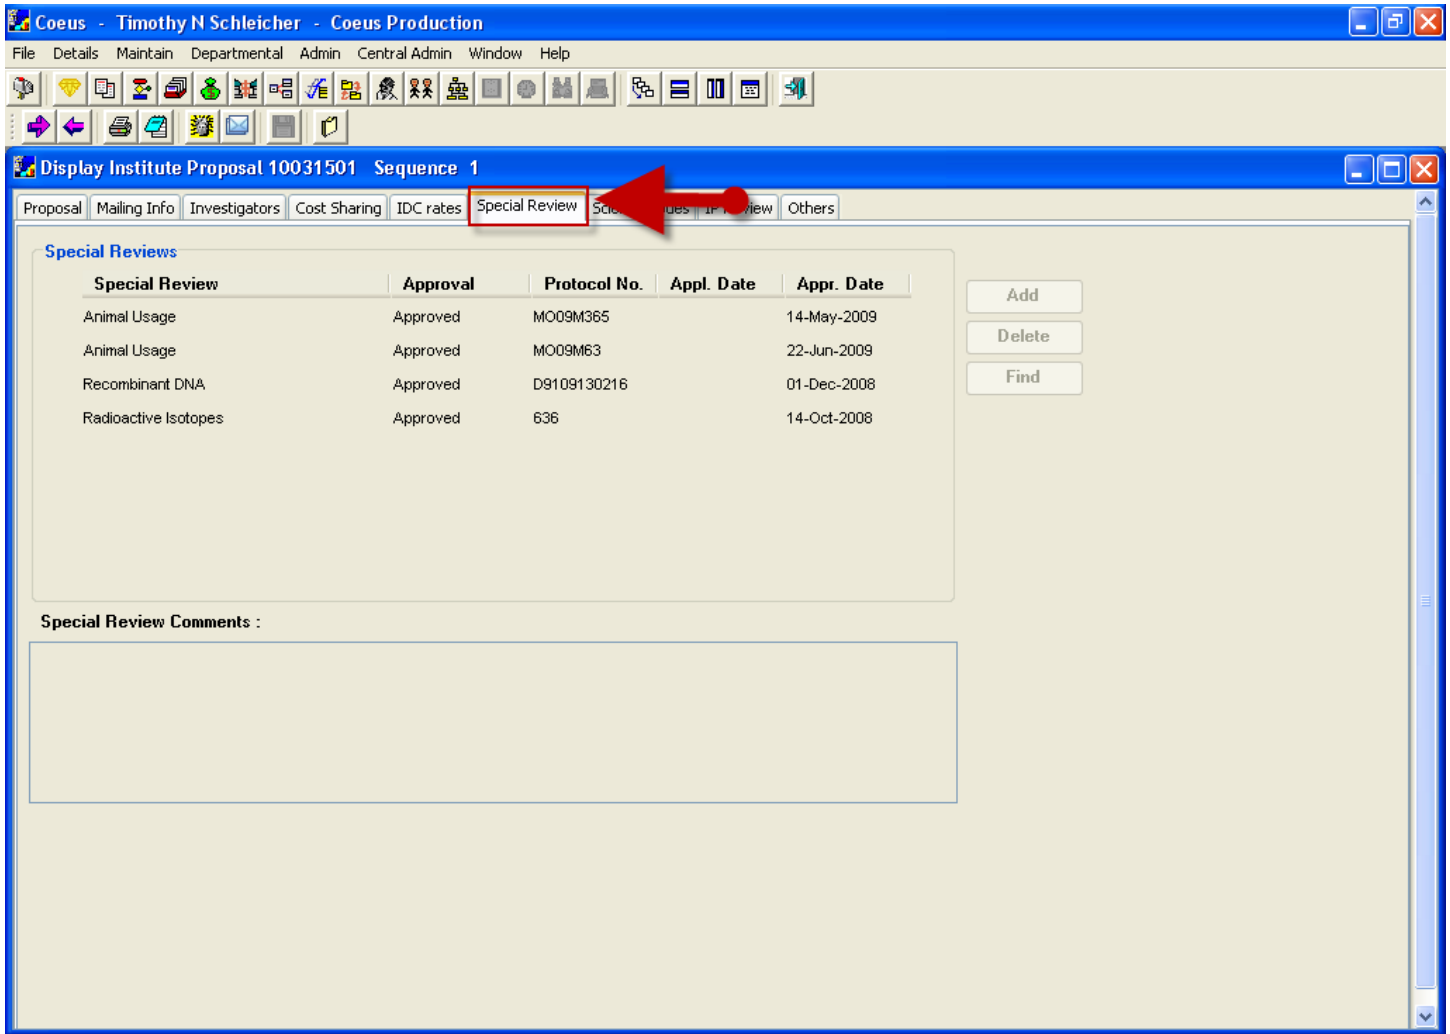 Coeus - Timothy N Schleicher - Coeus Production
File Details Maintain Departmental Admin Central Admin Window Help
Display Institute Proposal 10031501 Sequence 1
Proposal Mailing Info Investigators Cost Sharing IDC rates Special Review Others
Special Reviews
Special Review Approval Protocol No. Appl. Date Appr. Date
Animal Usage Approved MO09M365 14-May-2009
Animal Usage Approved MO09M63 22-Jun-2009
Recombinant DNA Approved D9109130216 01-Dec-2008
Radioactive Isotopes Approved 636 14-Oct-2008
Add
Delete
Find
Special Review Comments :